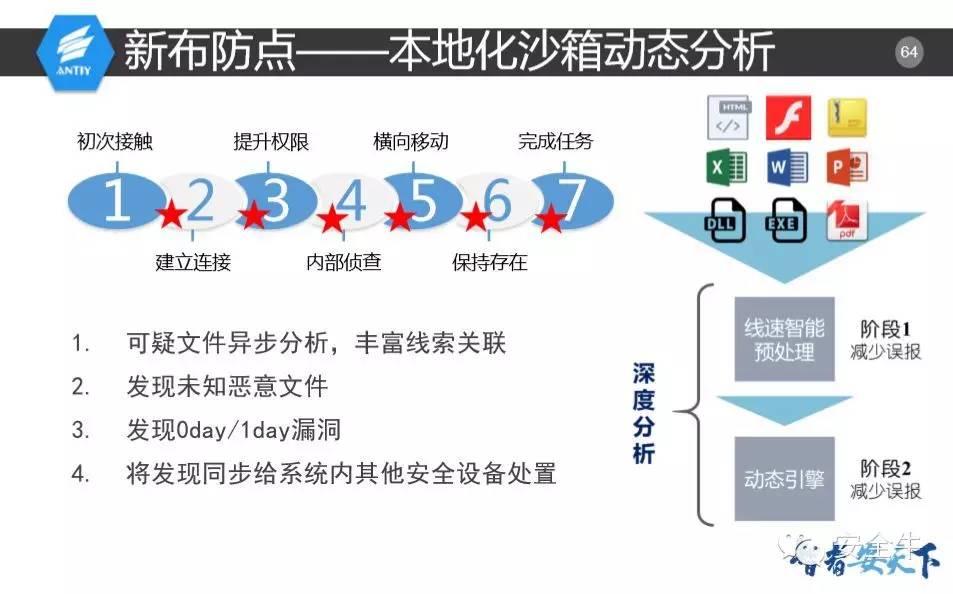 ANTIY
新布防点——本地化沙箱动态分析
64
初次接触
提升权限
横向移动
完成任务
1 2 3 4 5 6 7
建立连接
内部侦查
保持存在
HTML
</>
X W P
DLL EXE pdf
1. 可疑文件异步分析，丰富线索关联
2. 发现未知恶意文件
3. 发现0day/1day漏洞
4. 将发现同步给系统内其他安全设备处置
深度分析
线速智能
预处理
阶段1
减少误报
动态引擎
阶段2
减少误报
安全牛
智者安天下